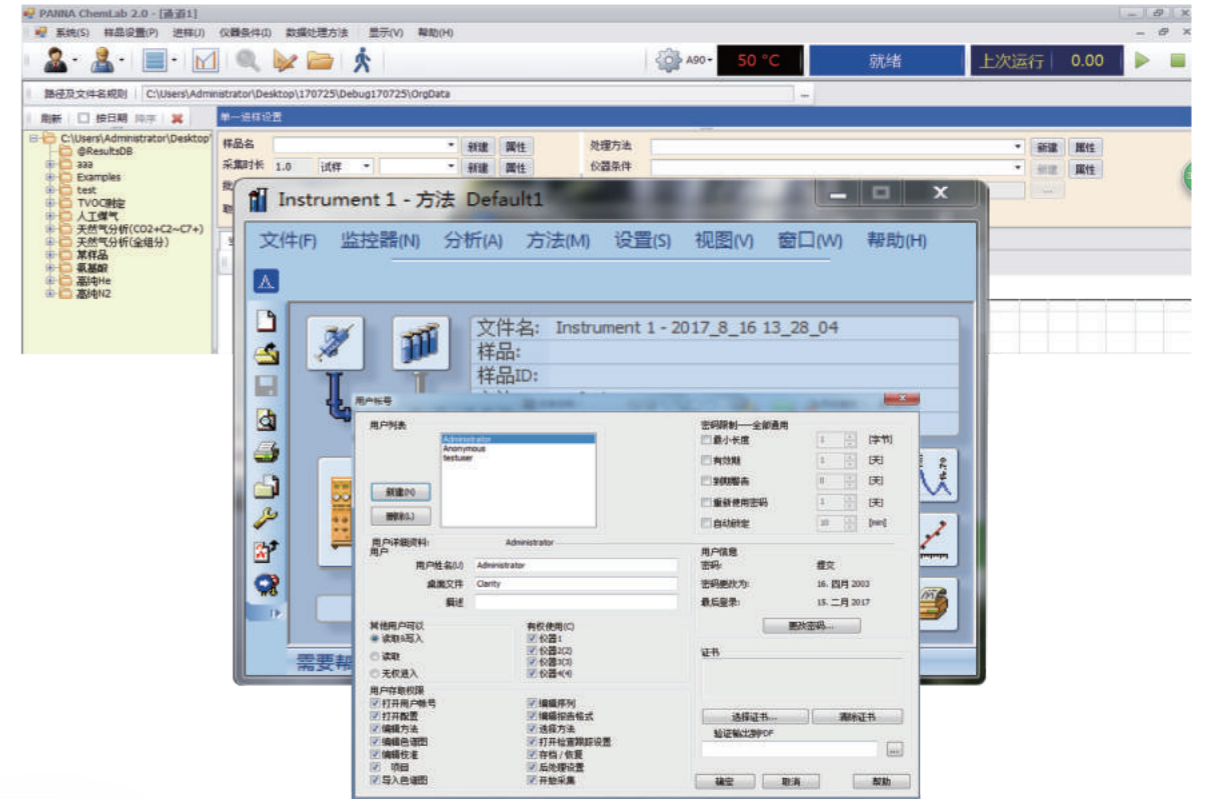 PANNA ChemLab 2.0 - [通道1]
系统(S) 样品设置(P) 进样(J) 仪器条件(I) 数据处理方法 显示(V) 帮助(H)
A90 50 °C 就绪 上次运行 0.00
路径及文件名规则 C:\Users\Administrator\Desktop\170725\Debug170725\OrgData
刷新 按日期 降序 单一进样设置
C:\Users\Administrator\Desktop
@ResultsDB
aaa
Examples
test
TVOC测定
人工煤气
天然气分析(CO2+C2~C7+)
天然气分析(全组分)
某样品
氨基酸
高纯He
高纯N2
样品名 新建 属性 处理方法 新建 属性
采集时长 1.0 试样 新建 属性 仪器条件 新建 属性
Instrument 1 - 方法 Default1
文件(F) 监控器(N) 分析(A) 方法(M) 设置(S) 视图(V) 窗口(W) 帮助(H)
文件名: Instrument 1 - 2017_8_16 13_28_04
样品:
样品ID:
需要帮
用户帐号
用户列表
Administrator
Anonymous
testuser
新建(N)
删除(L)
密码限制——全部通用
最小长度 1 [字节]
有效期 1 [天]
到期警告 0 [天]
重新使用密码 1 [天]
自动锁定 10 [min]
用户详细资料: Administrator
用户
用户姓名(U) Administrator
桌面文件 Clarity
描述
用户信息
密码: 提交
密码更改为: 16. 四月 2003
最后登录: 15. 二月 2017
更改密码...
其他用户可以
读取&写入
读取
无权进入
有权使用(C)
仪器1
仪器2(2)
仪器3(3)
仪器4(4)
证书
选择证书... 清除证书
验证输出到PDF
...
用户存取权限
打开用户帐号
打开配置
编辑方法
编辑色谱图
编辑校准
项目
导入色谱图
编辑序列
编辑报告格式
选择方法
打开检查跟踪设置
存档/恢复
后处理设置
开始采集
确定 取消 帮助